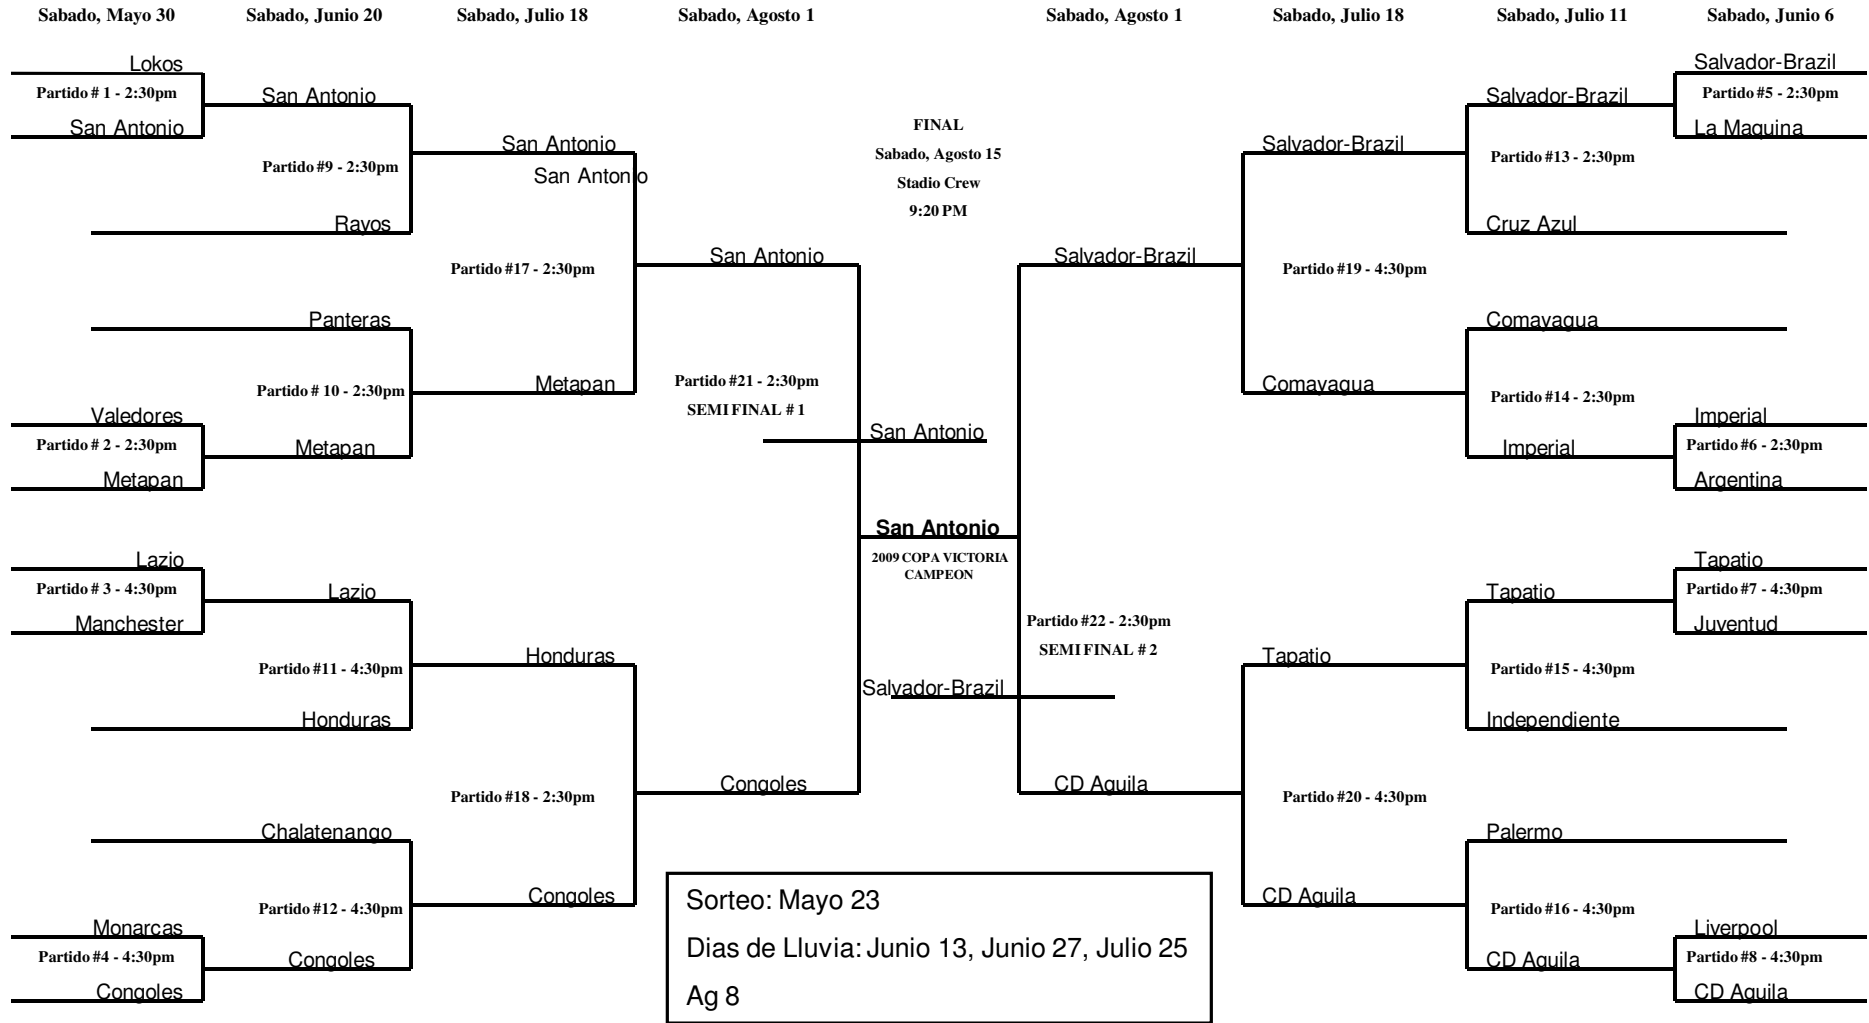 Sabado, Mayo 30
Sabado, Junio 20
Sabado, Julio 18
Sabado, Agosto 1
Sabado, Agosto 1
Sabado, Julio 18
Sabado, Julio 11
Sabado, Junio 6
Lokos
Partido # 1 - 2:30pm
San Antonio
San Antonio
Partido #9 - 2:30pm
Rayos
Panteras
Partido # 10 - 2:30pm
Valedores
Partido # 2 - 2:30pm
Metapan
Metapan
Lazio
Partido # 3 - 4:30pm
Manchester
Lazio
Partido #11 - 4:30pm
Honduras
Chalatenango
Partido #12 - 4:30pm
Monarcas
Partido #4 - 4:30pm
Congoles
Congoles
San Antonio
San Antonio
Partido #17 - 2:30pm
Metapan
Honduras
Partido #18 - 2:30pm
Congoles
San Antonio
Partido #21 - 2:30pm
SEMI FINAL # 1
Congoles
FINAL
Sabado, Agosto 15
Stadio Crew
9:20 PM
San Antonio
San Antonio
2009 COPA VICTORIA
CAMPEON
Salvador-Brazil
Salvador-Brazil
Partido #22 - 2:30pm
SEMI FINAL # 2
CD Aguila
Salvador-Brazil
Partido #19 - 4:30pm
Comayagua
Tapatio
Partido #20 - 4:30pm
CD Aguila
Salvador-Brazil
Partido #13 - 2:30pm
Cruz Azul
Comayagua
Partido #14 - 2:30pm
Imperial
Tapatio
Partido #15 - 4:30pm
Independiente
Palermo
Partido #16 - 4:30pm
CD Aguila
Salvador-Brazil
Partido #5 - 2:30pm
La Maquina
Imperial
Partido #6 - 2:30pm
Argentina
Tapatio
Partido #7 - 4:30pm
Juventud
Liverpool
Partido #8 - 4:30pm
CD Aguila
Sorteo: Mayo 23
Dias de Lluvia: Junio 13, Junio 27, Julio 25
Ag 8